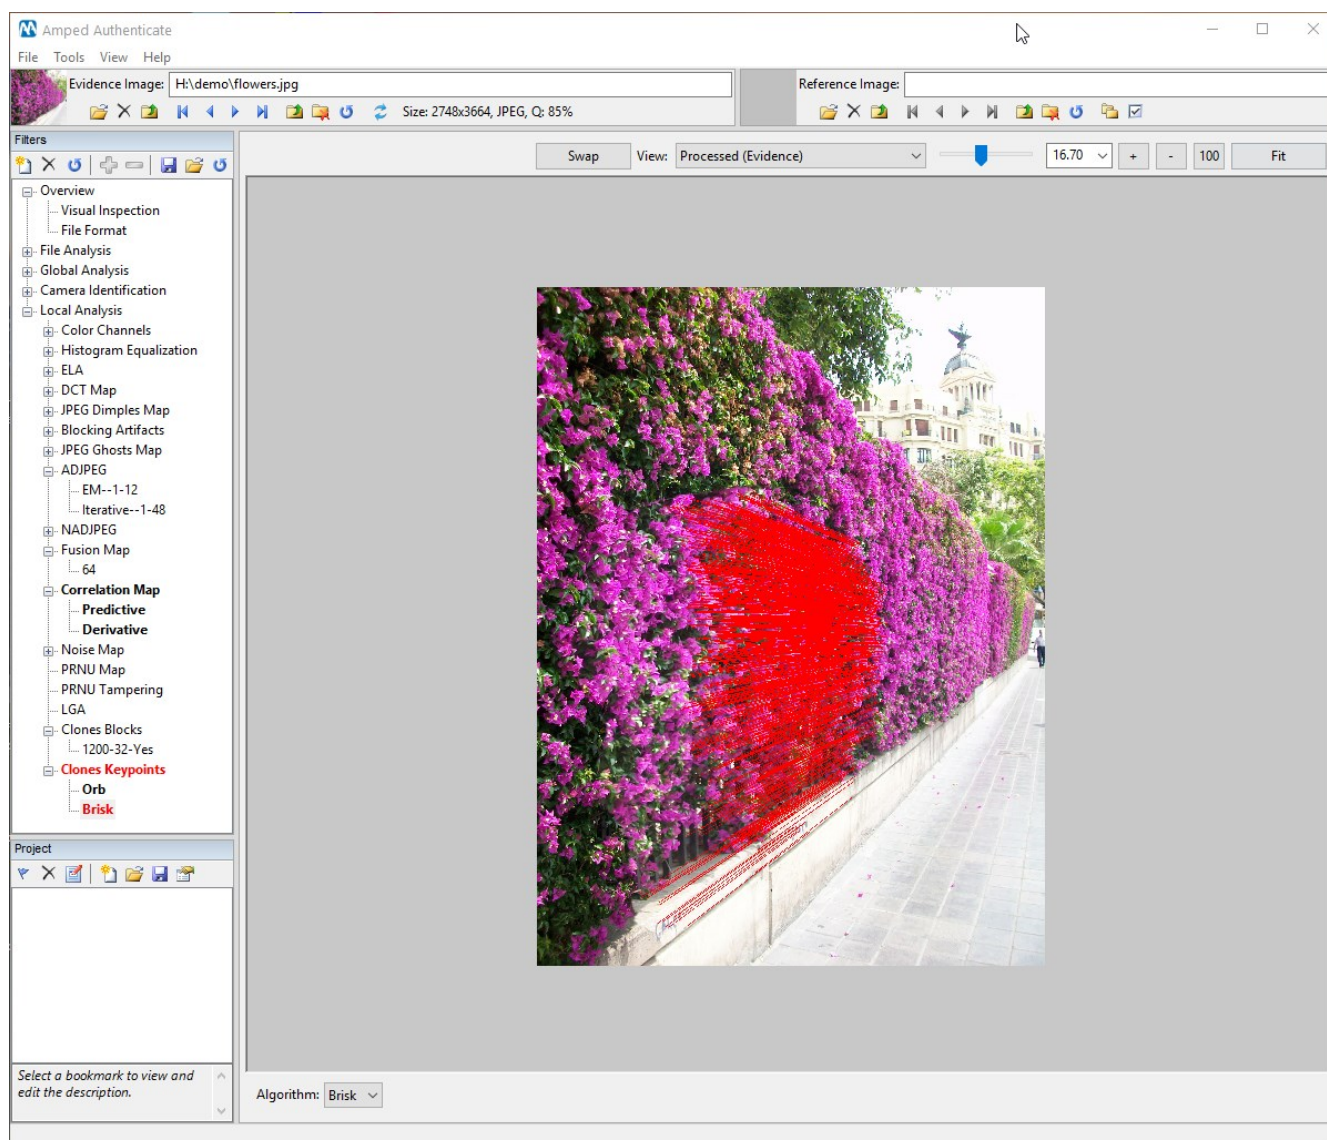 Amped Authenticate
File Tools View Help
Evidence Image: H:\demo\flowers.jpg
Reference Image:
Size: 2748x3664, JPEG, Q: 85%
Filters
Swap View: Processed (Evidence) 16.70 + - 100 Fit
Overview
Visual Inspection
File Format
File Analysis
Global Analysis
Camera Identification
Local Analysis
Color Channels
Histogram Equalization
ELA
DCT Map
JPEG Dimples Map
Blocking Artifacts
JPEG Ghosts Map
ADJPEG
EM--1-12
Iterative--1-48
NADJPEG
Fusion Map
64
Correlation Map
Predictive
Derivative
Noise Map
PRNU Map
PRNU Tampering
LGA
Clones Blocks
1200-32-Yes
Clones Keypoints
Orb
Brisk
Project
Select a bookmark to view and
edit the description.
Algorithm: Brisk